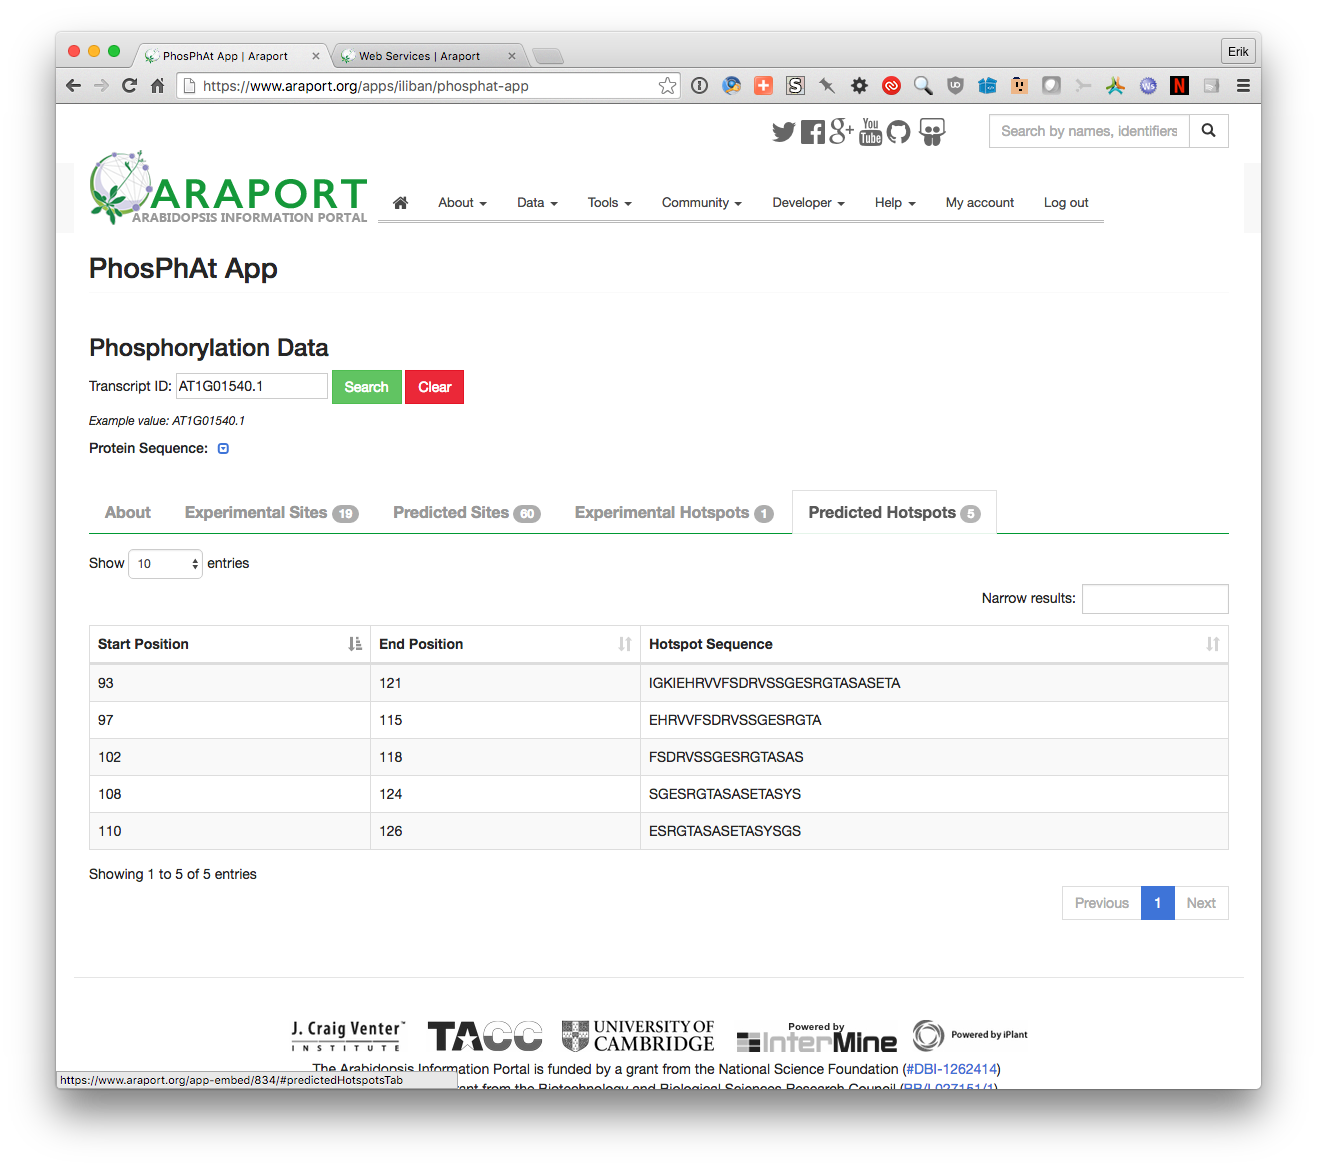 PhosPhAt App | Araport
Web Services | Araport
Erik
https://www.araport.org/apps/iliban/phosphat-app
Search by names, identifiers
ARAPORT
ARABIDOPSIS INFORMATION PORTAL
About
Data
Tools
Community
Developer
Help
My account
Log out
PhosPhAt App
Phosphorylation Data
Transcript ID: AT1G01540.1 Search Clear
Example value: AT1G01540.1
Protein Sequence:
About
Experimental Sites 19
Predicted Sites 60
Experimental Hotspots 1
Predicted Hotspots 5
Show 10 entries
Narrow results:
Start Position End Position Hotspot Sequence
93 121 IGKIEHRVVFSDRVSSGESRGTASASETA
97 115 EHRVVFSDRVSSGESRGTA
102 118 FSDRVSSGESRGTASAS
108 124 SGESRGTASASETASYS
110 126 ESRGTASASETASYSGS
Showing 1 to 5 of 5 entries
Previous 1 Next
J. Craig Venter™
INSTITUTE
TACC
UNIVERSITY OF
CAMBRIDGE
Powered by
InterMine
Powered by iPlant
The Arabidopsis Information Portal is funded by a grant from the National Science Foundation (#DBI-1262414)
https://www.araport.org/app-embed/834/#predictedHotspotsTab
grant from the Biotechnology and Biological Sciences Research Council (BB/L027151/1)